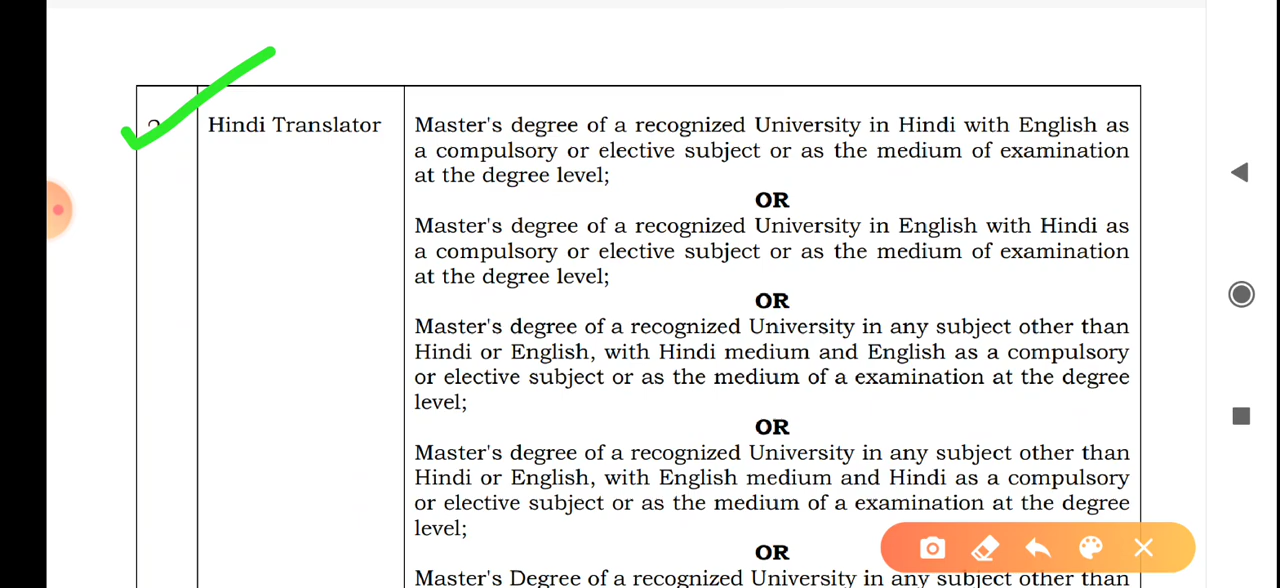 Hindi Translator
Master's degree of a recognized University in Hindi with English as
a compulsory or elective subject or as the medium of examination
at the degree level;
OR
Master's degree of a recognized University in English with Hindi as
a compulsory or elective subject or as the medium of examination
at the degree level;
OR
Master's degree of a recognized University in any subject other than
Hindi or English, with Hindi medium and English as a compulsory
or elective subject or as the medium of a examination at the degree
level;
OR
Master's degree of a recognized University in any subject other than
Hindi or English, with English medium and Hindi as a compulsory
or elective subject or as the medium of a examination at the degree
level;
OR
Master's Degree of a recognized University in any subject other than